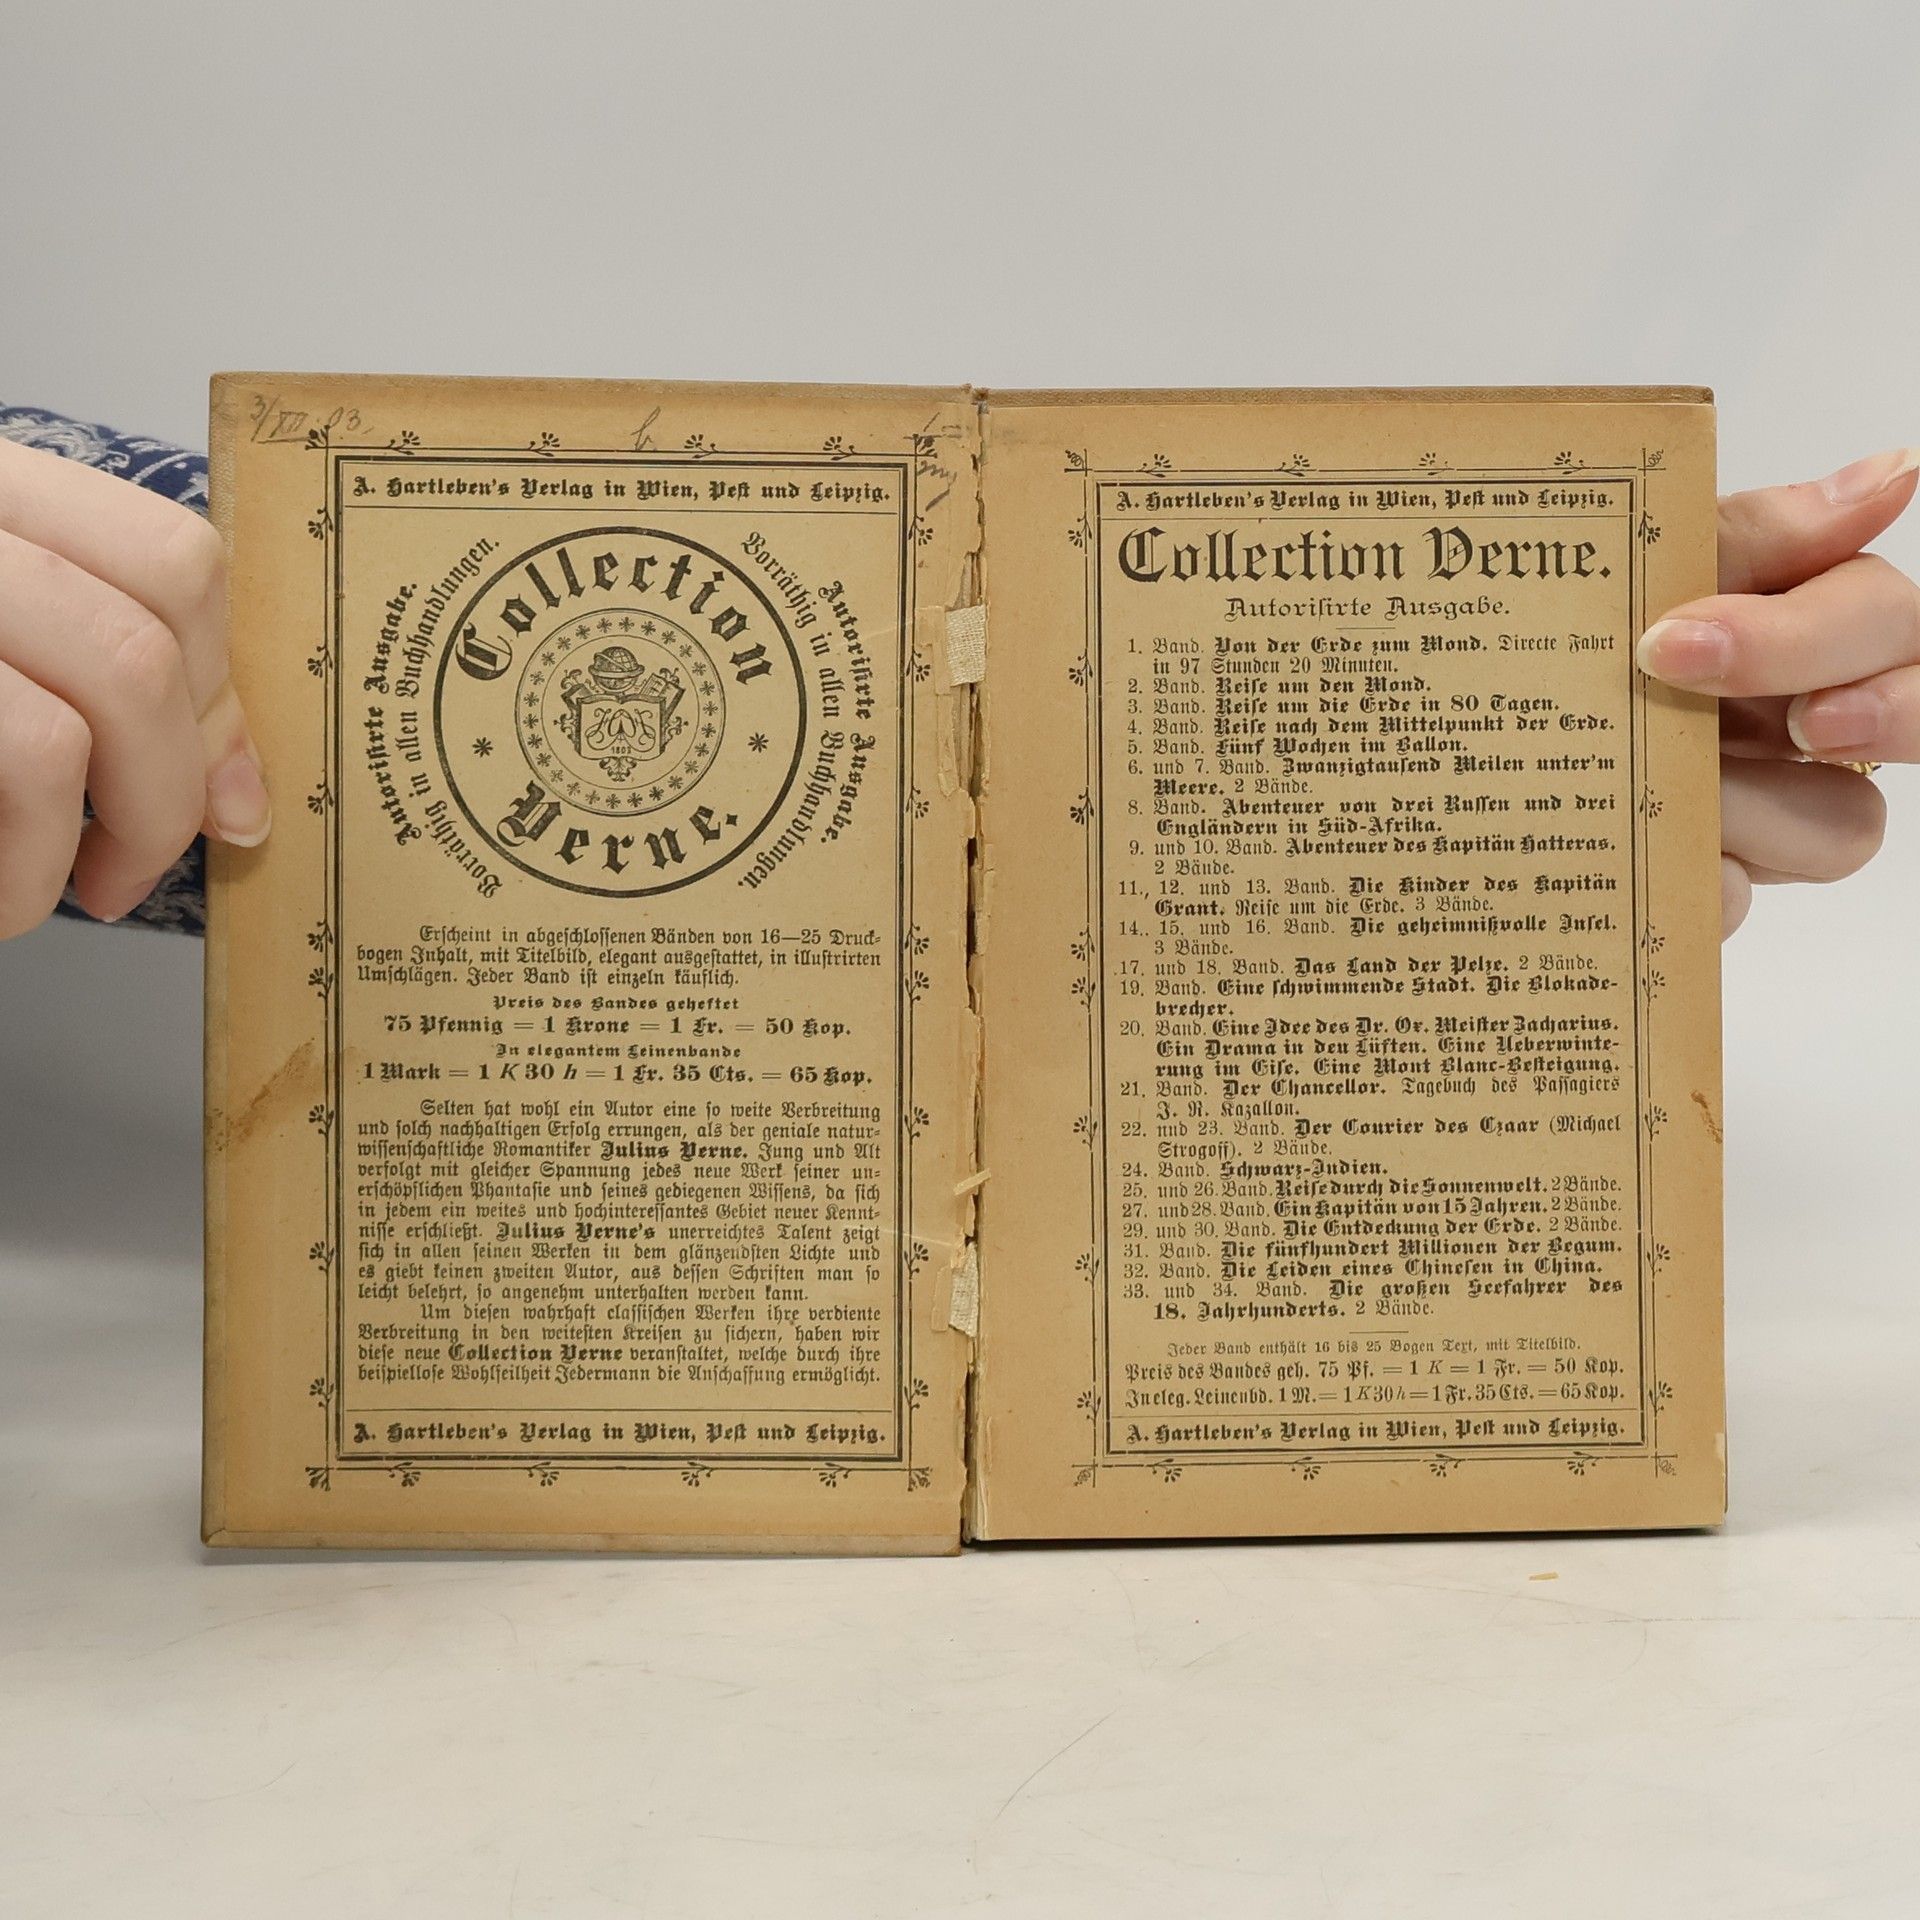 3/XII 03.
b.
A. Hartleben's Verlag in Wien, Pest und Leipzig.
Autorisirte Ausgabe.
Vorräthig in allen Buchhandlungen.
Collection
Verne.
1802
Vorräthig in allen Buchhandlungen.
Autorisirte Ausgabe.
Erscheint in abgeschlossenen Bänden von 16—25 Druck-
bogen Inhalt, mit Titelbild, elegant ausgestattet, in illustrirten
Umschlägen. Jeder Band ist einzeln käuflich.
Preis des Bandes geheftet
75 Pfennig = 1 Krone = 1 Fr. = 50 Kop.
In elegantem Leinenbande
1 Mark = 1 K 30 h = 1 Fr. 35 Cts. = 65 Kop.
Selten hat wohl ein Autor eine so weite Verbreitung
und solch nachhaltigen Erfolg errungen, als der geniale natur-
wissenschaftliche Romantiker Julius Verne. Jung und Alt
verfolgt mit gleicher Spannung jedes neue Werk seiner un-
erschöpflichen Phantasie und seines gediegenen Wissens, da sich
in jedem ein weites und hochinteressantes Gebiet neuer Kennt-
nisse erschließt. Julius Verne's unerreichtes Talent zeigt
sich in allen seinen Werken in dem glänzendsten Lichte und
es giebt keinen zweiten Autor, aus dessen Schriften man so
leicht belehrt, so angenehm unterhalten werden kann.
Um diesen wahrhaft classischen Werken ihre verdiente
Verbreitung in den weitesten Kreisen zu sichern, haben wir
diese neue Collection Verne veranstaltet, welche durch ihre
beispiellose Wohlfeilheit Jedermann die Anschaffung ermöglicht.
A. Hartleben's Verlag in Wien, Pest und Leipzig.
A. Hartleben's Verlag in Wien, Pest und Leipzig.
Collection Verne.
Autorisirte Ausgabe.
1. Band. Von der Erde zum Mond. Directe Fahrt
in 97 Stunden 20 Minuten.
2. Band. Reise um den Mond.
3. Band. Reise um die Erde in 80 Tagen.
4. Band. Reise nach dem Mittelpunkt der Erde.
5. Band. Fünf Wochen im Ballon.
6. und 7. Band. Zwanzigtausend Meilen unter'm
Meere. 2 Bände.
8. Band. Abenteuer von drei Russen und drei
Engländern in Süd-Afrika.
9. und 10. Band. Abenteuer des Kapitän Hatteras.
2 Bände.
11., 12. und 13. Band. Die Kinder des Kapitän
Grant. Reise um die Erde. 3 Bände.
14., 15. und 16. Band. Die geheimnißvolle Insel.
3 Bände.
17. und 18. Band. Das Land der Pelze. 2 Bände.
19. Band. Eine schwimmende Stadt. Die Blokade-
brecher.
20. Band. Eine Idee des Dr. Ox. Meister Zacharius.
Ein Drama in den Lüften. Eine Ueberwinte-
rung im Eise. Eine Mont Blanc-Besteigung.
21. Band. Der Chancellor. Tagebuch des Passagiers
J. R. Kazallon.
22. und 23. Band. Der Courier des Czaar (Michael
Strogoff). 2 Bände.
24. Band. Schwarz-Indien.
25. und 26. Band. Reise durch die Sonnenwelt. 2 Bände.
27. und 28. Band. Ein Kapitän von 15 Jahren. 2 Bände.
29. und 30. Band. Die Entdeckung der Erde. 2 Bände.
31. Band. Die fünfhundert Millionen der Begum.
32. Band. Die Leiden eines Chinesen in China.
33. und 34. Band. Die großen Seefahrer des
18. Jahrhunderts. 2 Bände.
Jeder Band enthält 16 bis 25 Bogen Text, mit Titelbild.
Preis des Bandes geh. 75 Pf. = 1 K = 1 Fr. = 50 Kop.
In eleg. Leinenbd. 1 M. = 1 K 30 h = 1 Fr. 35 Cts. = 65 Kop.
A. Hartleben's Verlag in Wien, Pest und Leipzig.